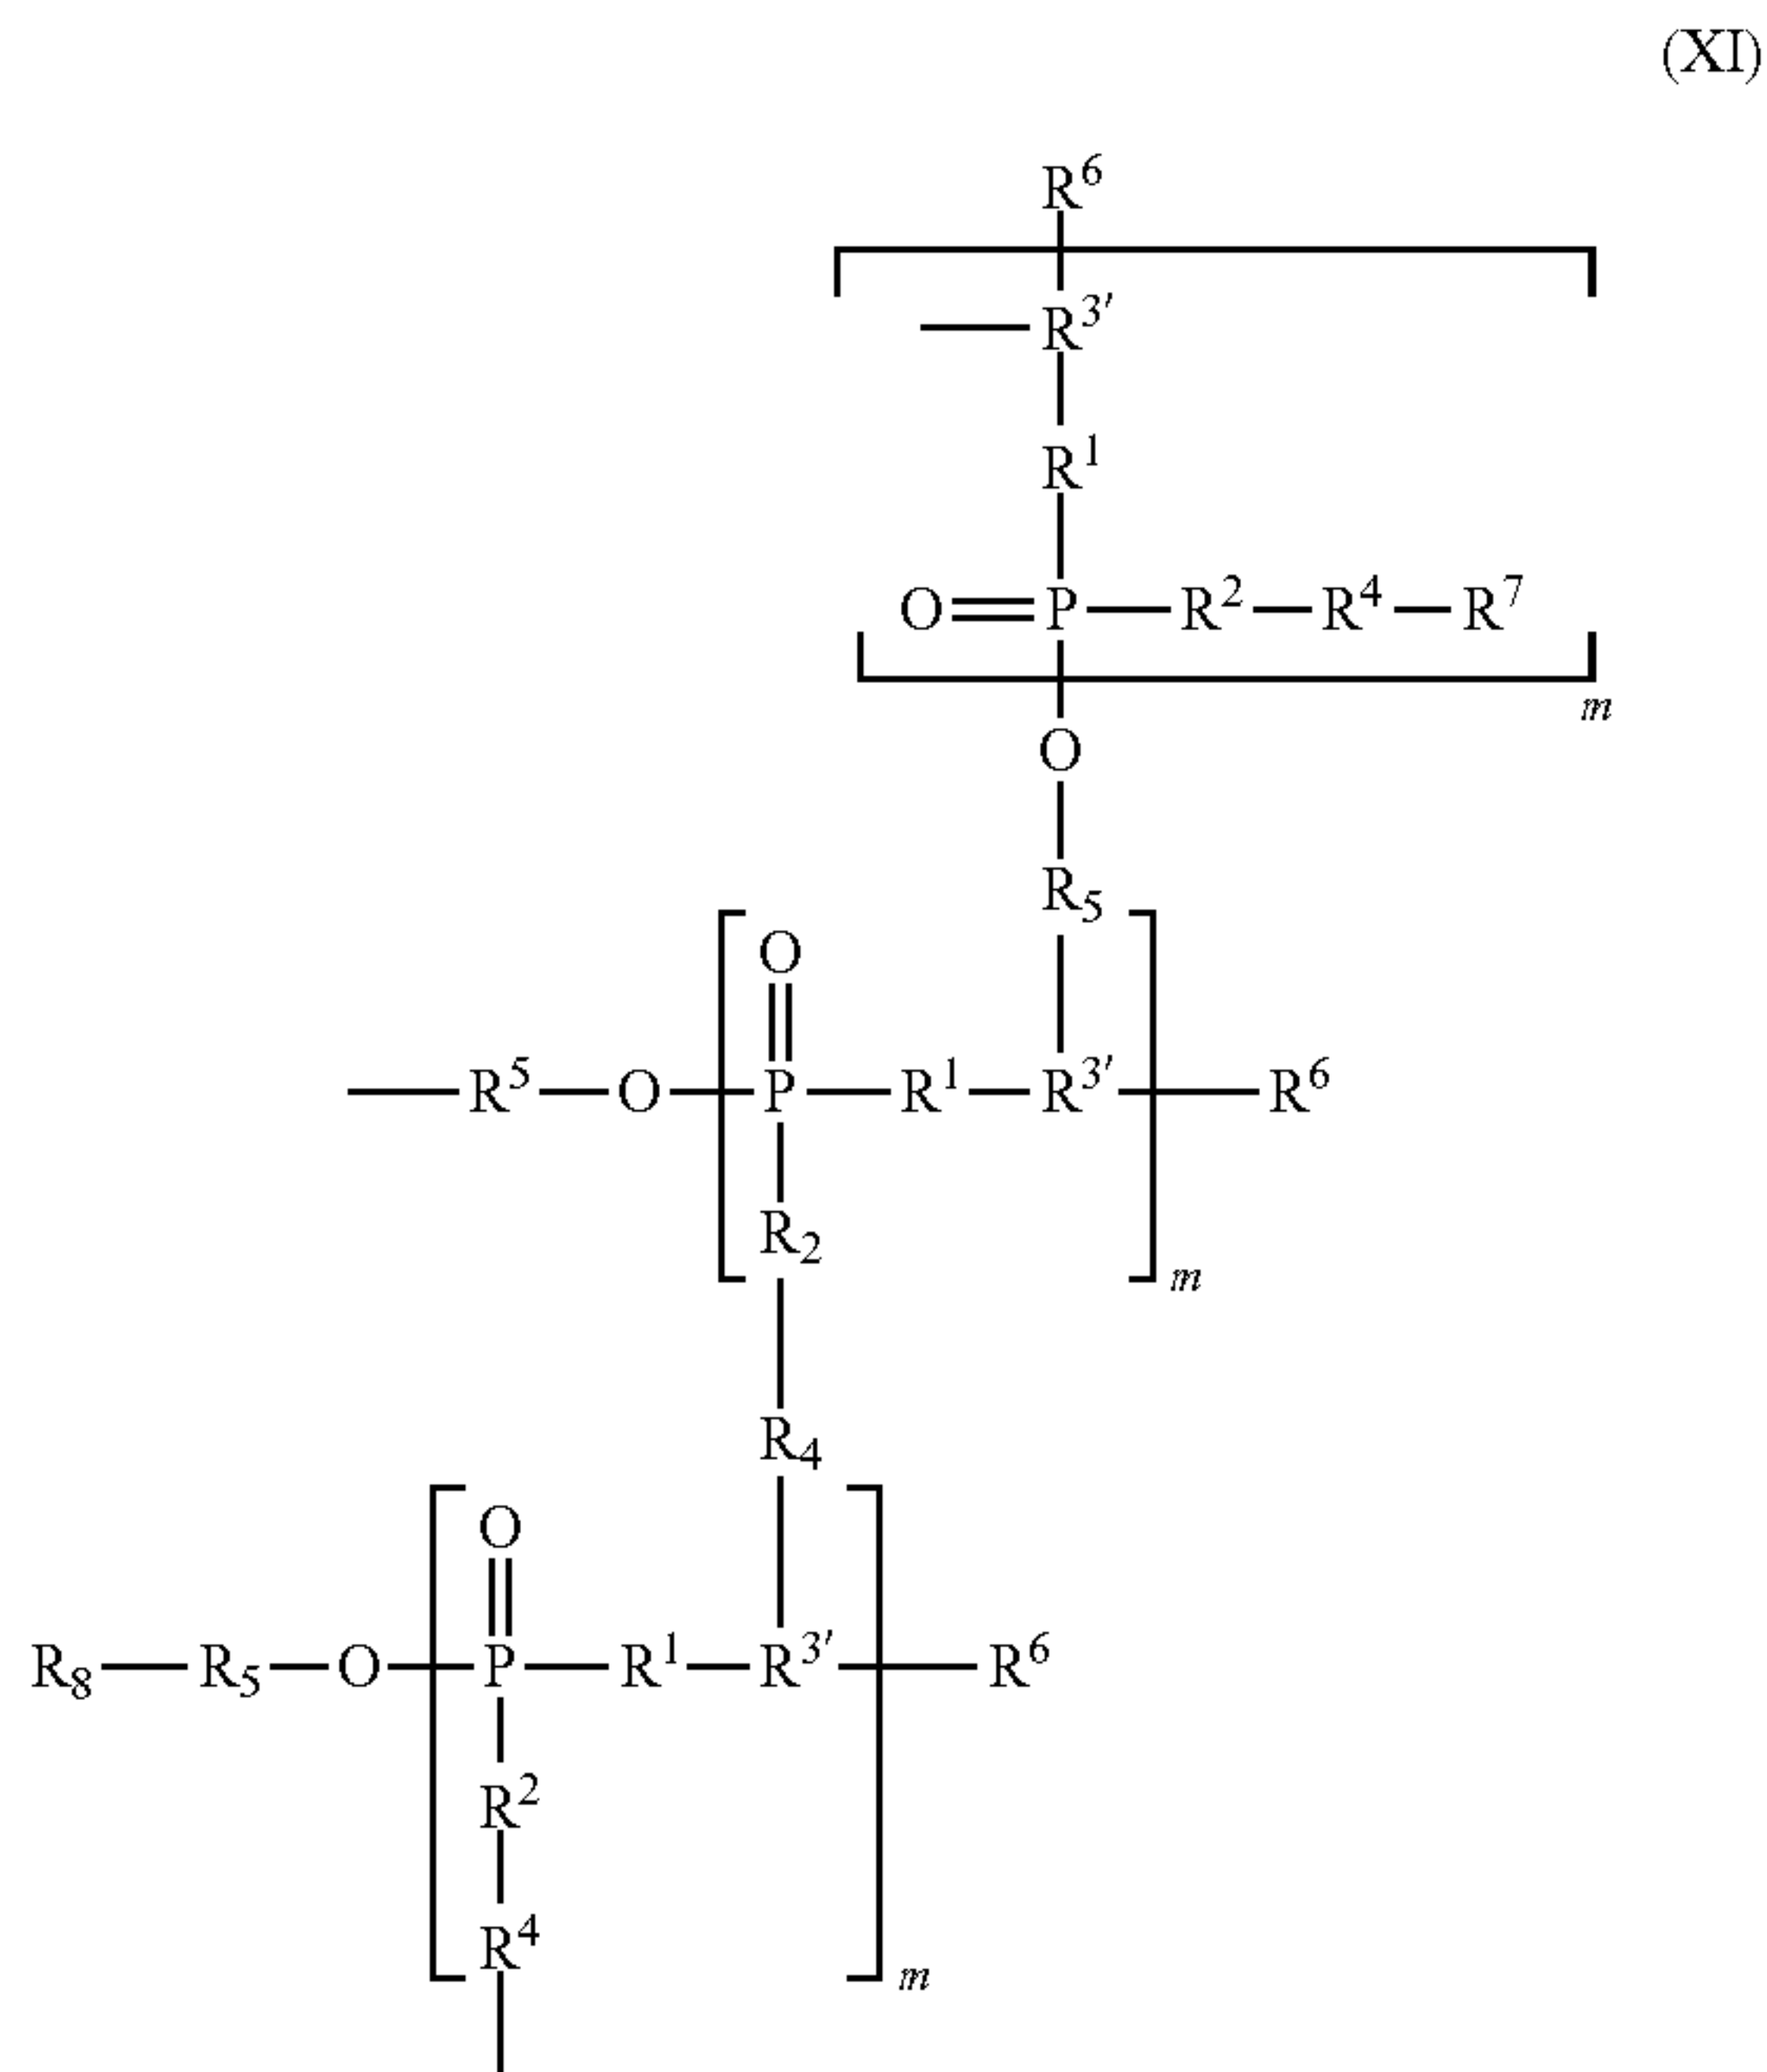 (XI)
R⁶
R³′
R¹
O P R² R⁴ R⁷
m
O
R₅
O
R⁵ O P R¹ R³′ R⁶
R₂
m
R₄
O
R₈ R₅ O P R¹ R³′ R⁶
R²
R⁴
m